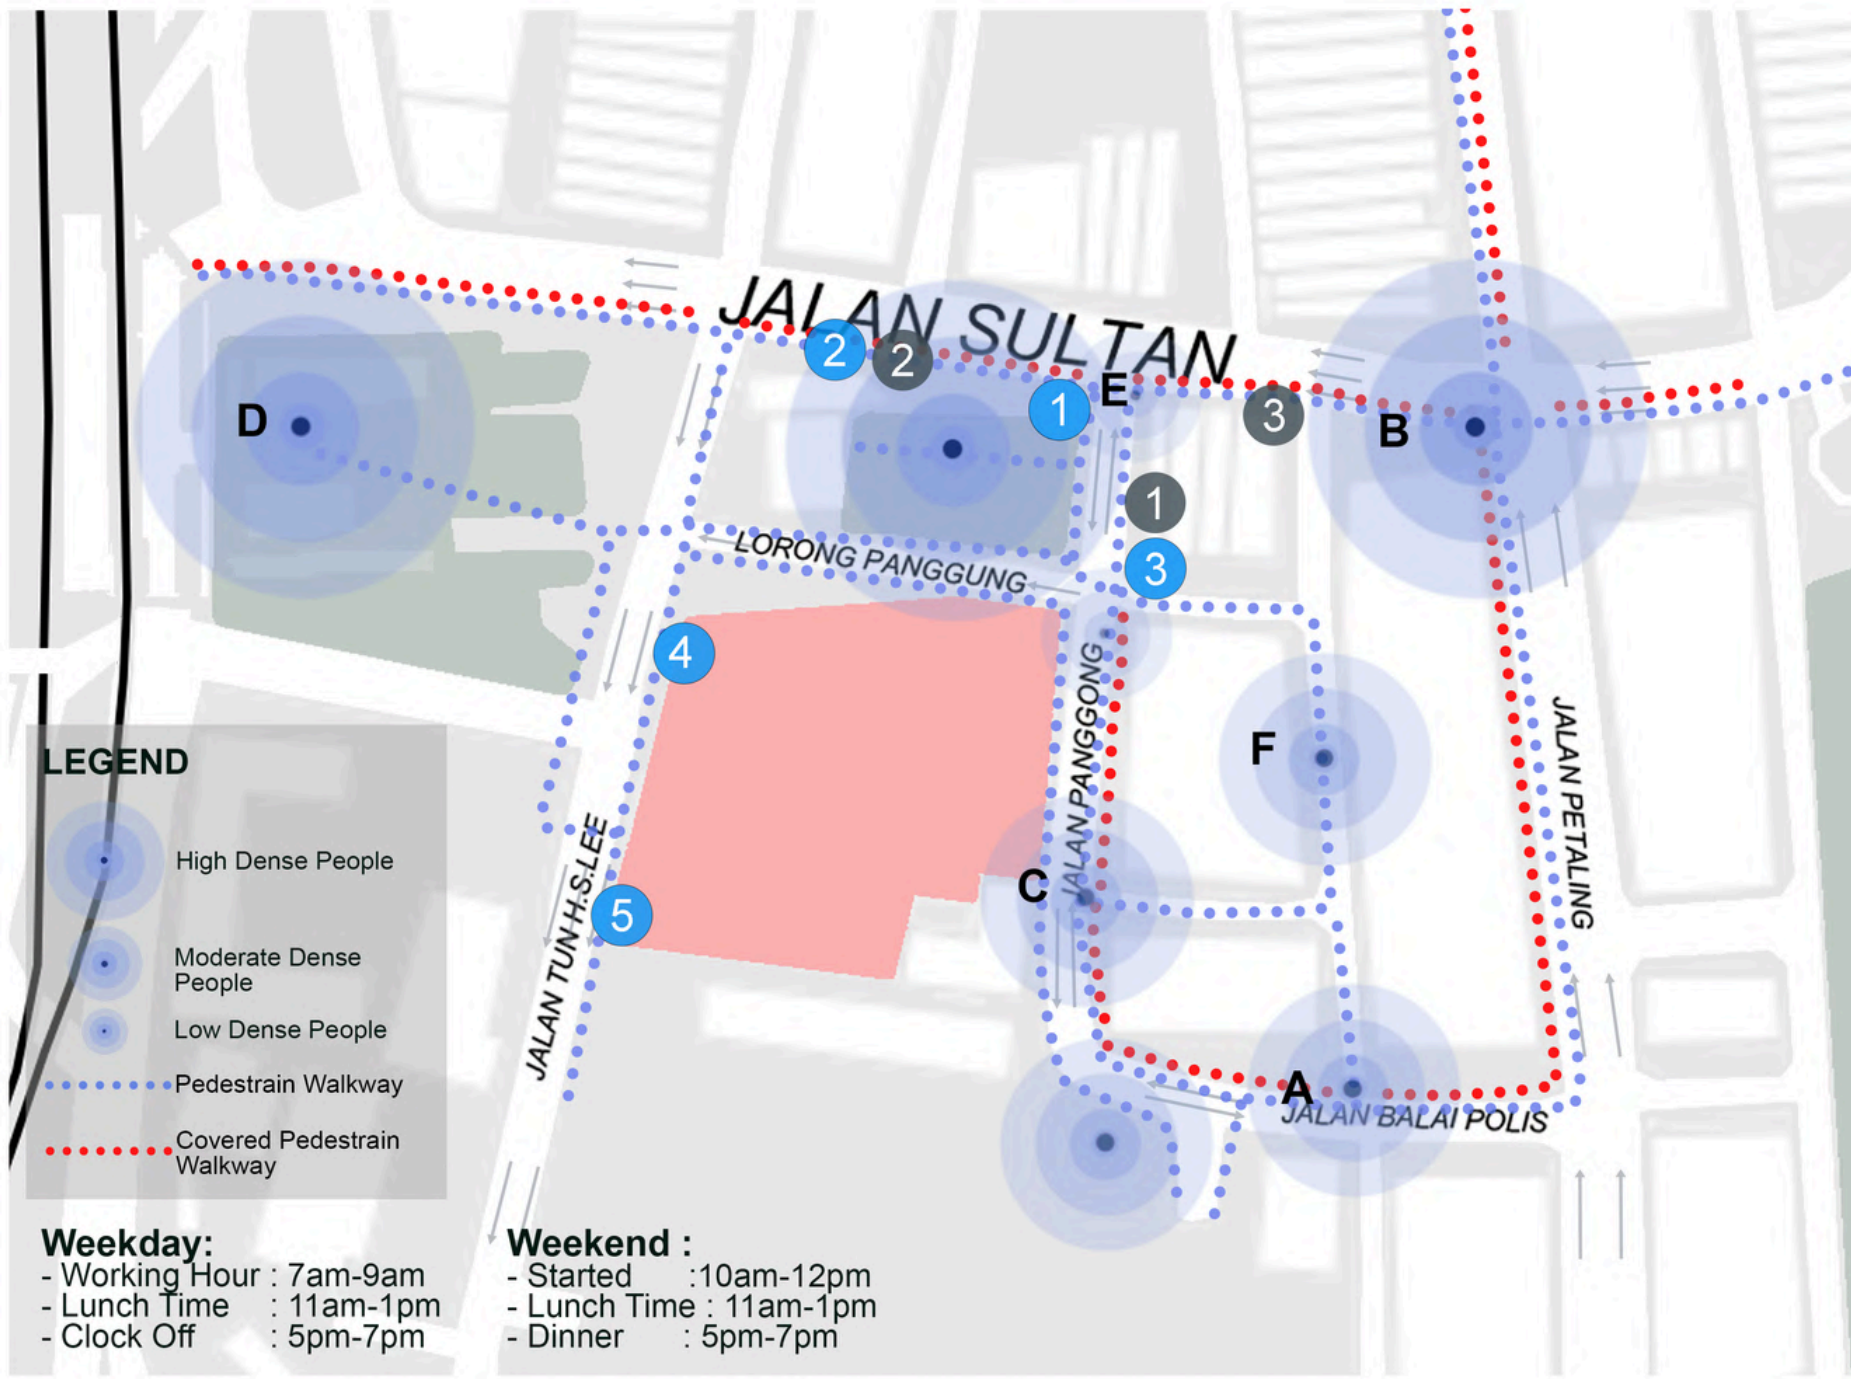 JALAN SULTAN
2
2
1
E
3
B
D
1
3
LORONG PANGGUNG
4
JALAN PANGGONG
F
JALAN PETALING
C
5
JALAN TUN H.S.LEE
A
JALAN BALAI POLIS
LEGEND
High Dense People
Moderate Dense
People
Low Dense People
Pedestrain Walkway
Covered Pedestrain
Walkway
Weekday:
- Working Hour : 7am-9am
- Lunch Time : 11am-1pm
- Clock Off : 5pm-7pm
Weekend :
- Started :10am-12pm
- Lunch Time : 11am-1pm
- Dinner : 5pm-7pm